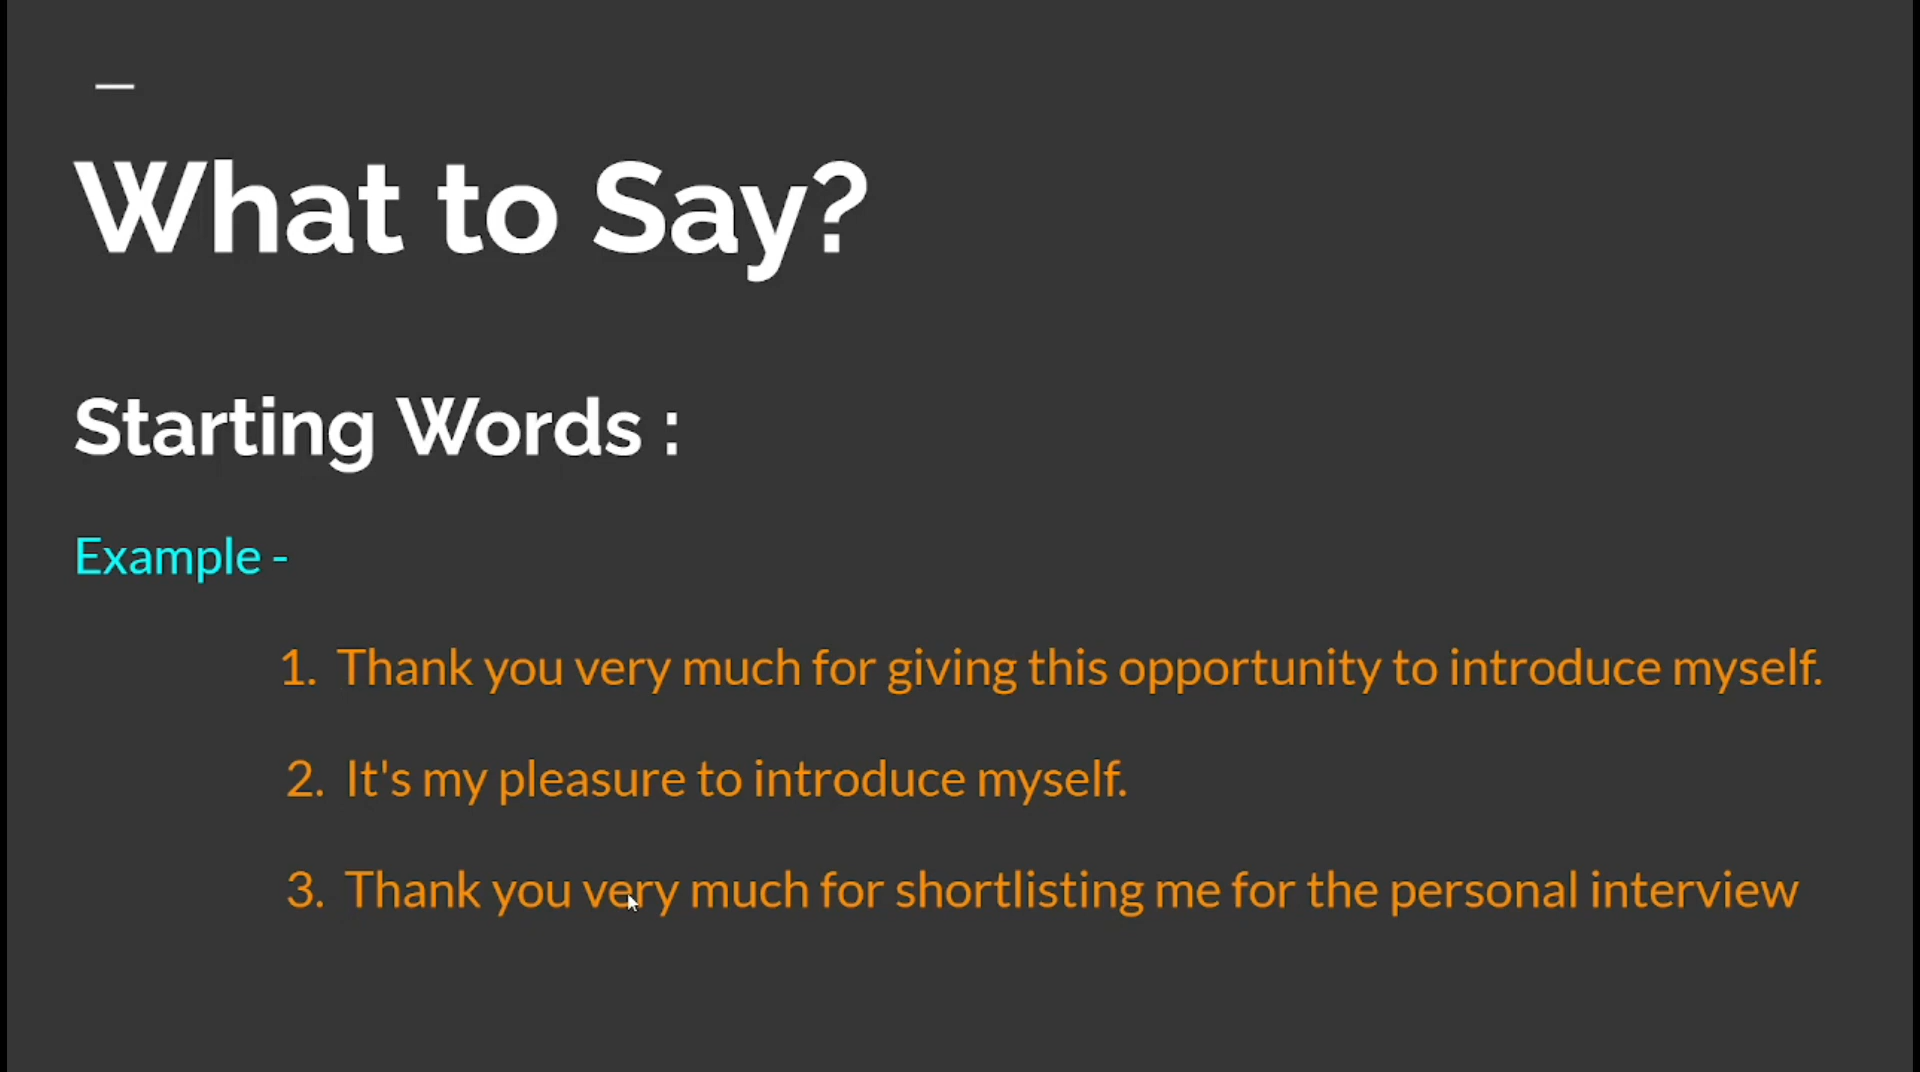 What to Say?
Starting Words :
Example -
1. Thank you very much for giving this opportunity to introduce myself.
2. It's my pleasure to introduce myself.
3. Thank you very much for shortlisting me for the personal interview